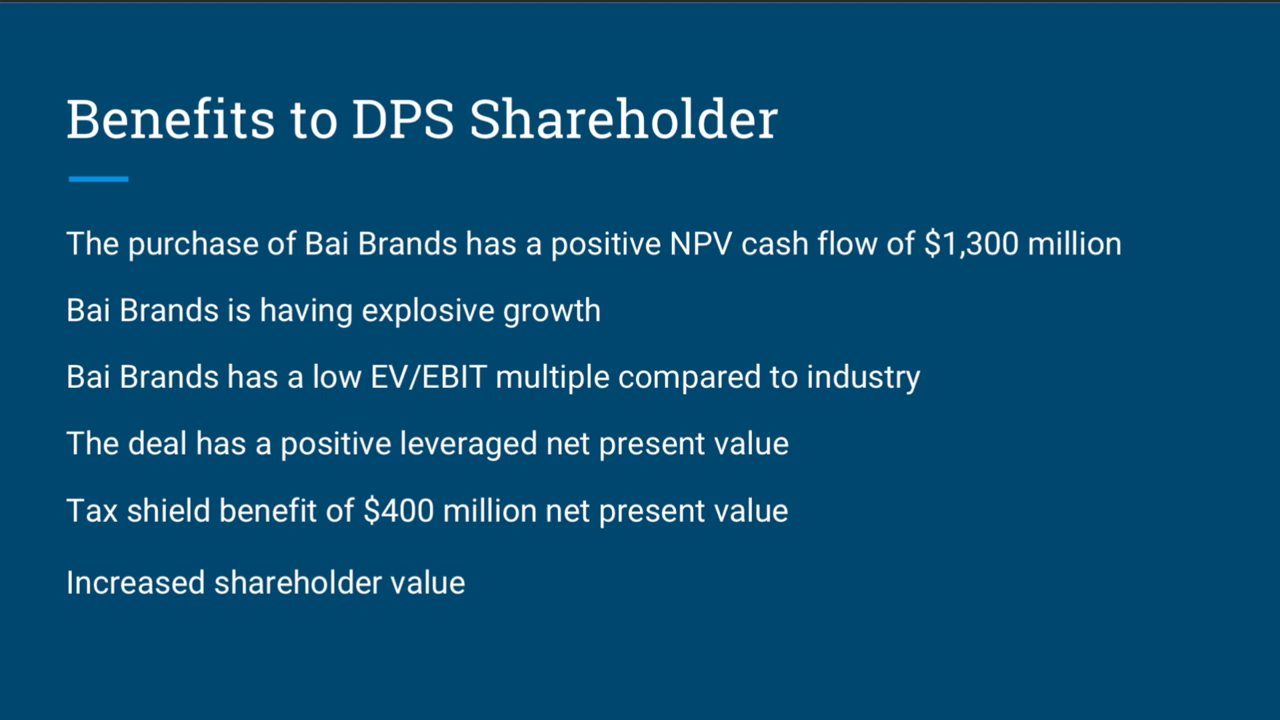 Benefits to DPS Shareholder
The purchase of Bai Brands has a positive NPV cash flow of $1,300 million
Bai Brands is having explosive growth
Bai Brands has a low EV/EBIT multiple compared to industry
The deal has a positive leveraged net present value
Tax shield benefit of $400 million net present value
Increased shareholder value